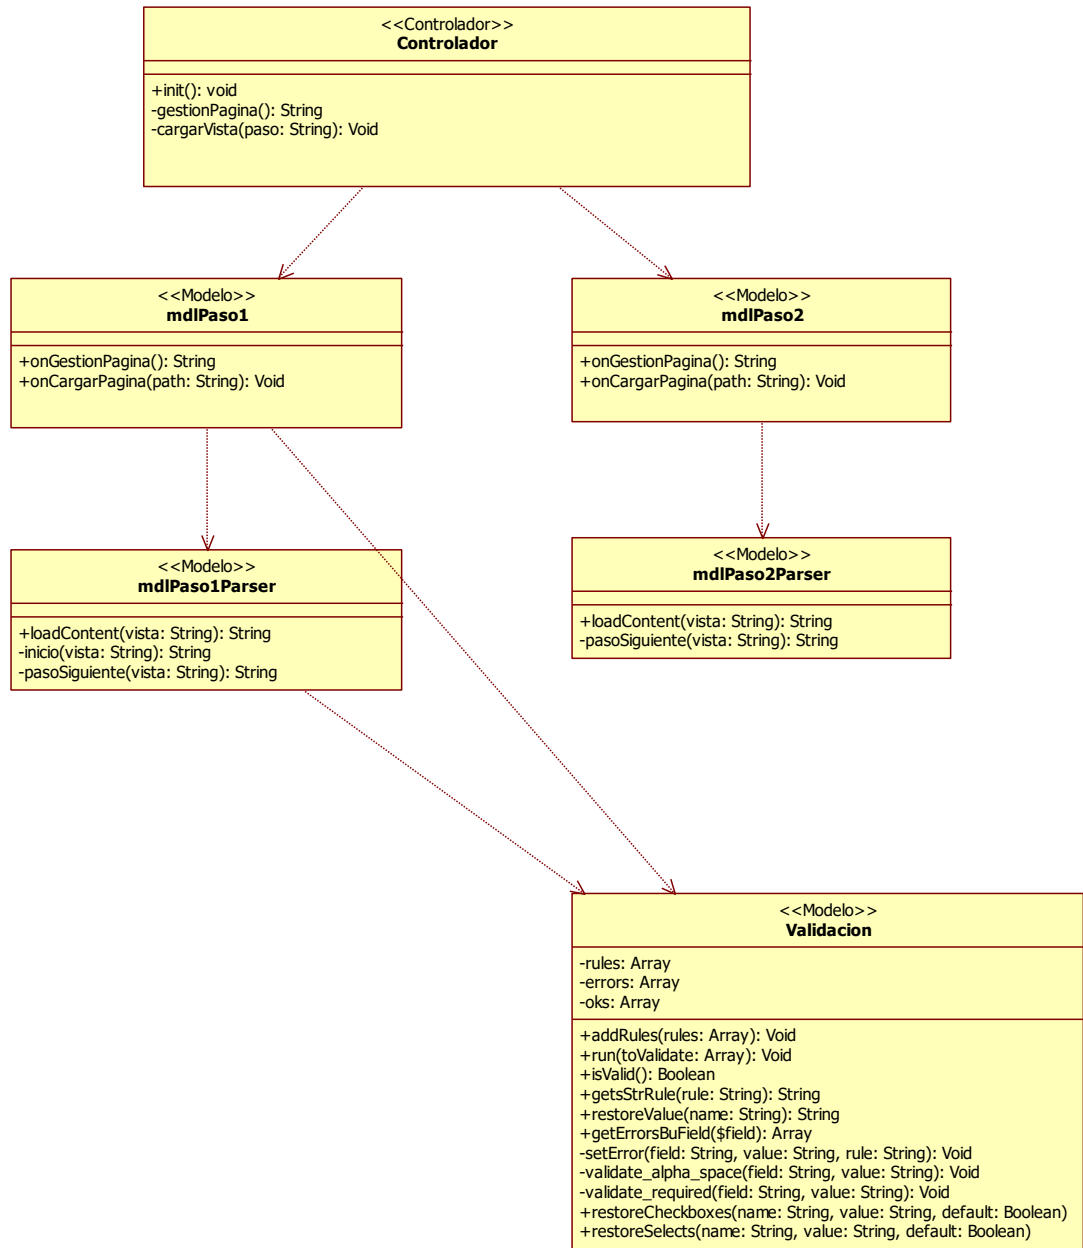 <<Controlador>>
Controlador
+init(): void
-gestionPagina(): String
-cargarVista(paso: String): Void
<<Modelo>>
mdlPaso1
+onGestionPagina(): String
+onCargarPagina(path: String): Void
<<Modelo>>
mdlPaso2
+onGestionPagina(): String
+onCargarPagina(path: String): Void
<<Modelo>>
mdlPaso1Parser
+loadContent(vista: String): String
-inicio(vista: String): String
-pasoSiguiente(vista: String): String
<<Modelo>>
mdlPaso2Parser
+loadContent(vista: String): String
-pasoSiguiente(vista: String): String
<<Modelo>>
Validacion
-rules: Array
-errors: Array
-oks: Array
+addRules(rules: Array): Void
+run(toValidate: Array): Void
+isValid(): Boolean
+getsStrRule(rule: String): String
+restoreValue(name: String): String
+getErrorsBuField($field): Array
-setError(field: String, value: String, rule: String): Void
-validate_alpha_space(field: String, value: String): Void
-validate_required(field: String, value: String): Void
+restoreCheckboxes(name: String, value: String, default: Boolean)
+restoreSelects(name: String, value: String, default: Boolean)